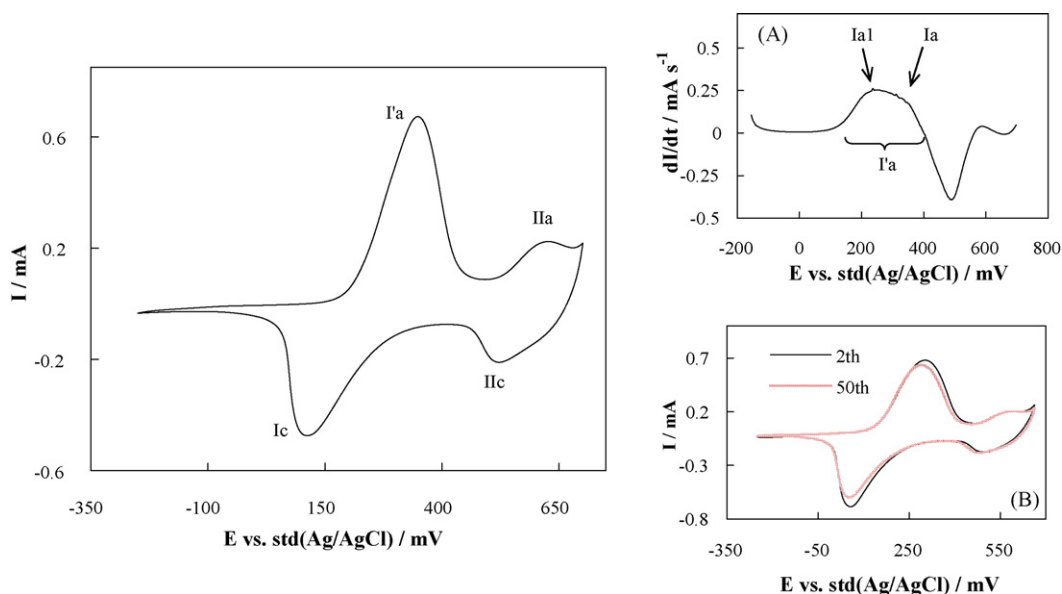 I / mA
0.6
0.2
-0.2
-0.6
-350
-100
150
400
650
E vs. std(Ag/AgCl) / mV
I'a
IIa
Ic
IIc
(A)
Ia1
Ia
dI/dt / mA s-1
0.5
0.25
0
-0.25
-0.5
I'a
-200
0
200
400
600
800
E vs. std(Ag/AgCl) / mV
2th
50th
I / mA
0.7
0.2
-0.3
-0.8
(B)
-350
-50
250
550
E vs. std(Ag/AgCl) / mV